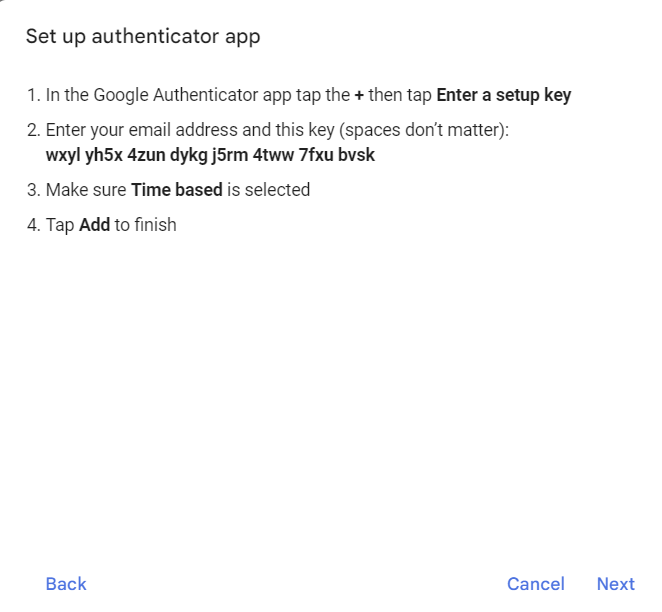 Set up authenticator app
1. In the Google Authenticator app tap the + then tap Enter a setup key
2. Enter your email address and this key (spaces don’t matter):
wxyl yh5x 4zun dykg j5rm 4tww 7fxu bvsk
3. Make sure Time based is selected
4. Tap Add to finish
Back Cancel Next